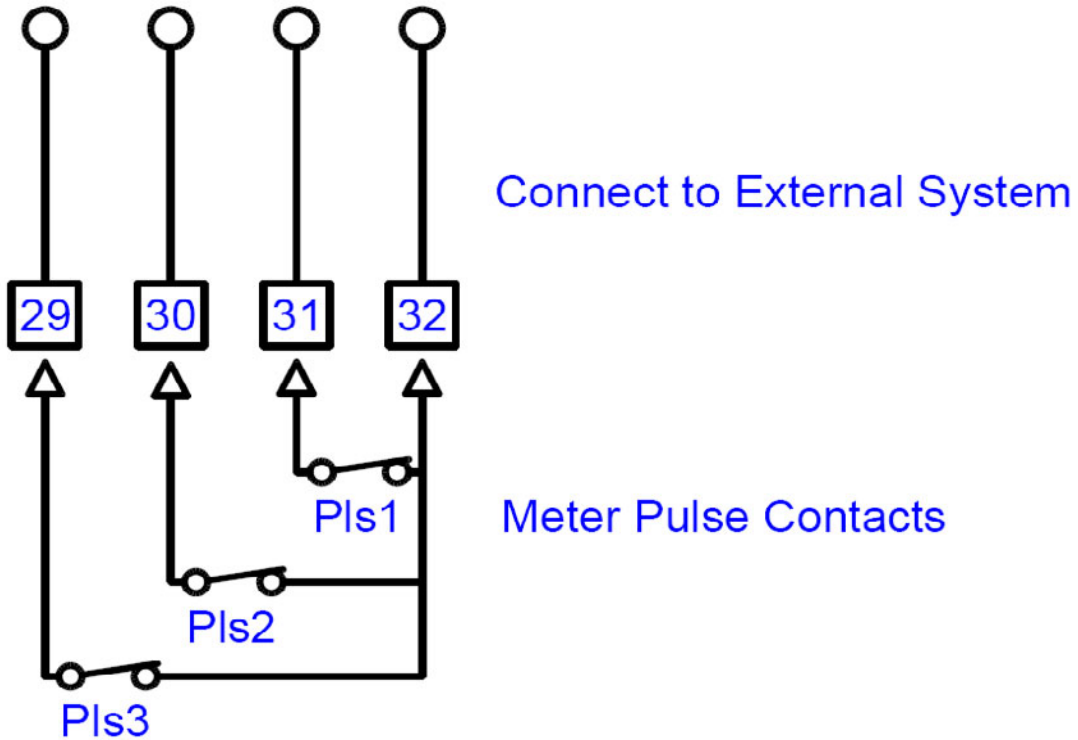 Connect to External System
29 30 31 32
Pls1
Meter Pulse Contacts
Pls2
Pls3